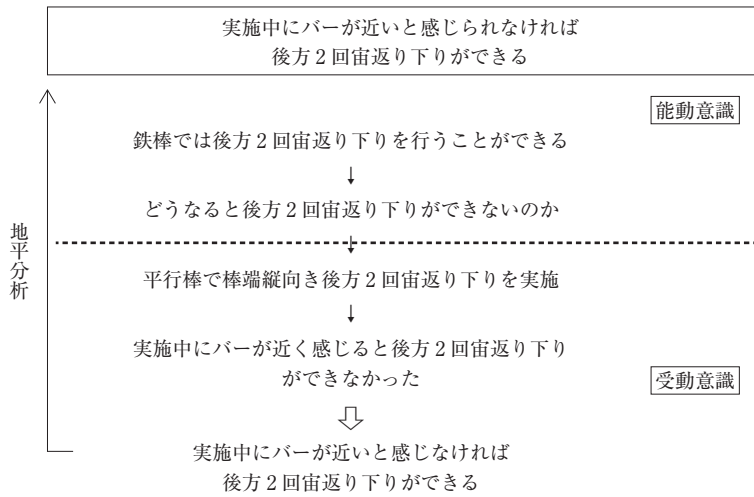 実施中にバーが近いと感じられなければ
後方2回宙返り下りができる
能動意識
鉄棒では後方2回宙返り下りを行うことができる
どうなると後方2回宙返り下りができないのか
地平分析
平行棒で棒端縦向き後方2回宙返り下りを実施
実施中にバーが近く感じると後方2回宙返り下り
ができなかった
受動意識
実施中にバーが近いと感じなければ
後方2回宙返り下りができる